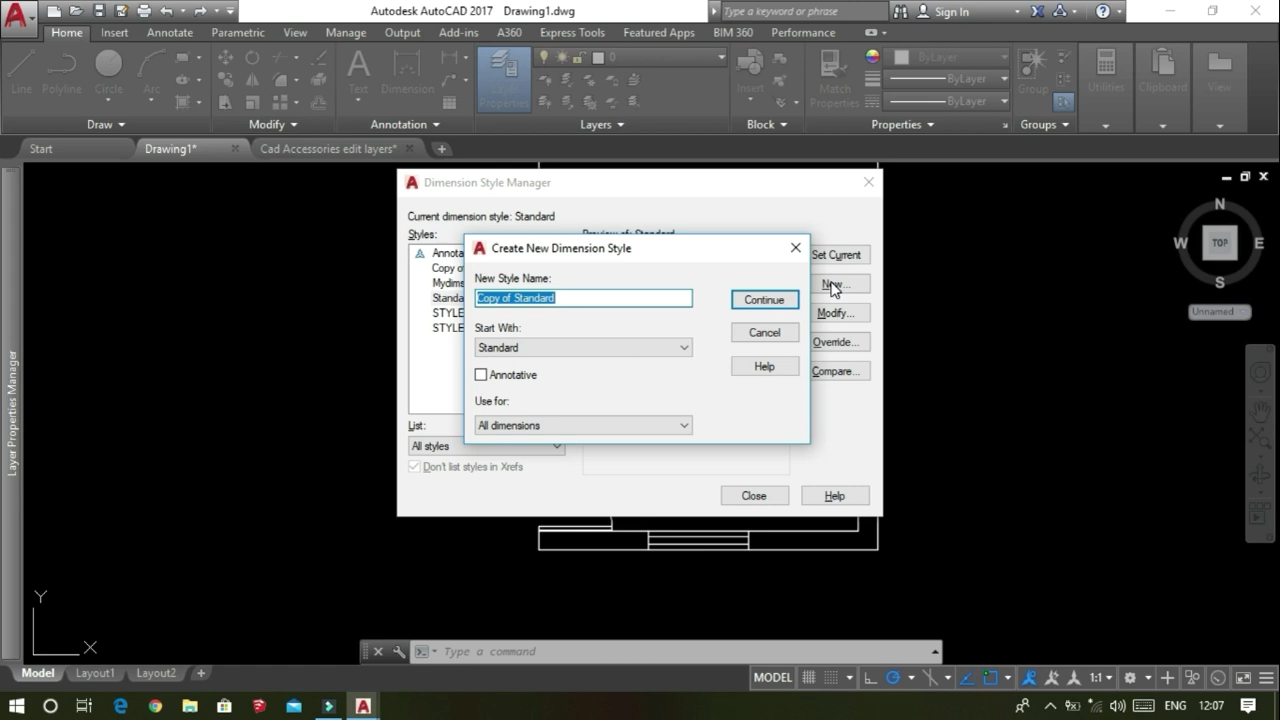 Autodesk AutoCAD 2017 Drawing1.dwg
Type a keyword or phrase
Sign In
Home Insert Annotate Parametric View Manage Output Add-ins A360 Express Tools Featured Apps BIM 360 Performance
Line Polyline Circle Arc Text Dimension Layer Properties 0 Insert Match Properties ByLayer ByLayer ByLayer Group Utilities Clipboard View
Draw Modify Annotation Layers Block Properties Groups
Start Drawing1* Cad Accessories edit layers*
Dimension Style Manager
Current dimension style: Standard
Styles:
Annota
Copy o
Mydims
Standa
STYLE
STYLE
Preview of: Standard
Create New Dimension Style
New Style Name:
Copy of Standard
Start With:
Standard
Annotative
Use for:
All dimensions
Continue
Cancel
Help
Set Current
New...
Modify...
Override...
Compare...
List:
All styles
Don't list styles in Xrefs
Close Help
N
W TOP E
S
Unnamed
Layer Properties Manager
Y
X
Type a command
Model Layout1 Layout2
MODEL 1:1
ENG 12:07